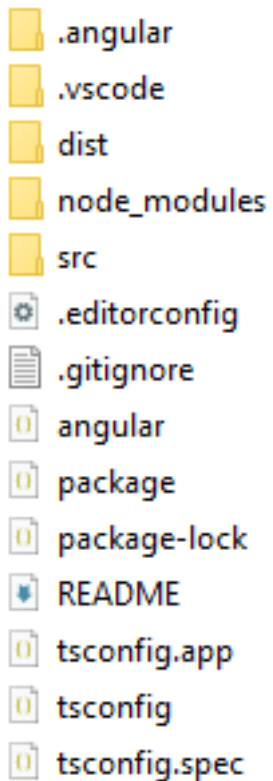 .angular
.vscode
dist
node_modules
src
.editorconfig
.gitignore
angular
package
package-lock
README
tsconfig.app
tsconfig
tsconfig.spec